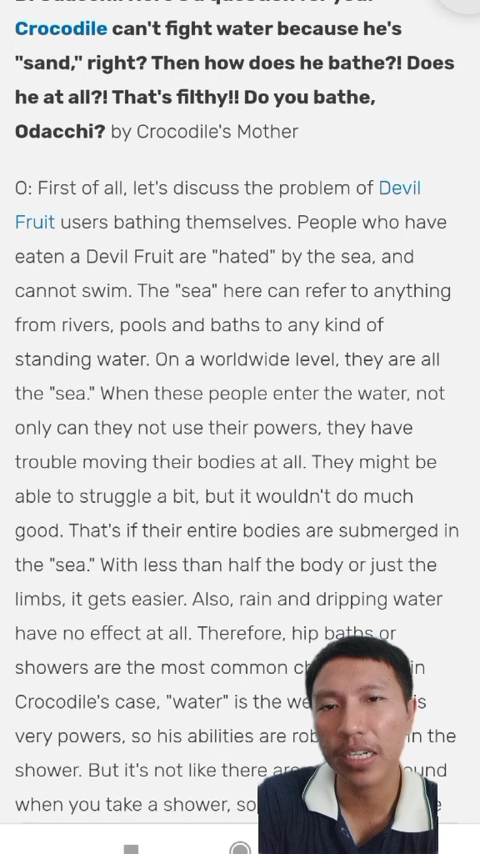 Crocodile can't fight water because he's
"sand," right? Then how does he bathe?! Does
he at all?! That's filthy!! Do you bathe,
Odacchi? by Crocodile's Mother
O: First of all, let's discuss the problem of Devil
Fruit users bathing themselves. People who have
eaten a Devil Fruit are "hated" by the sea, and
cannot swim. The "sea" here can refer to anything
from rivers, pools and baths to any kind of
standing water. On a worldwide level, they are all
the "sea." When these people enter the water, not
only can they not use their powers, they have
trouble moving their bodies at all. They might be
able to struggle a bit, but it wouldn't do much
good. That's if their entire bodies are submerged in
the "sea." With less than half the body or just the
limbs, it gets easier. Also, rain and dripping water
have no effect at all. Therefore, hip baths or
showers are the most common in
Crocodile's case, "water" is the
very powers, so his abilities are in the
shower. But it's not like there
when you take a shower,